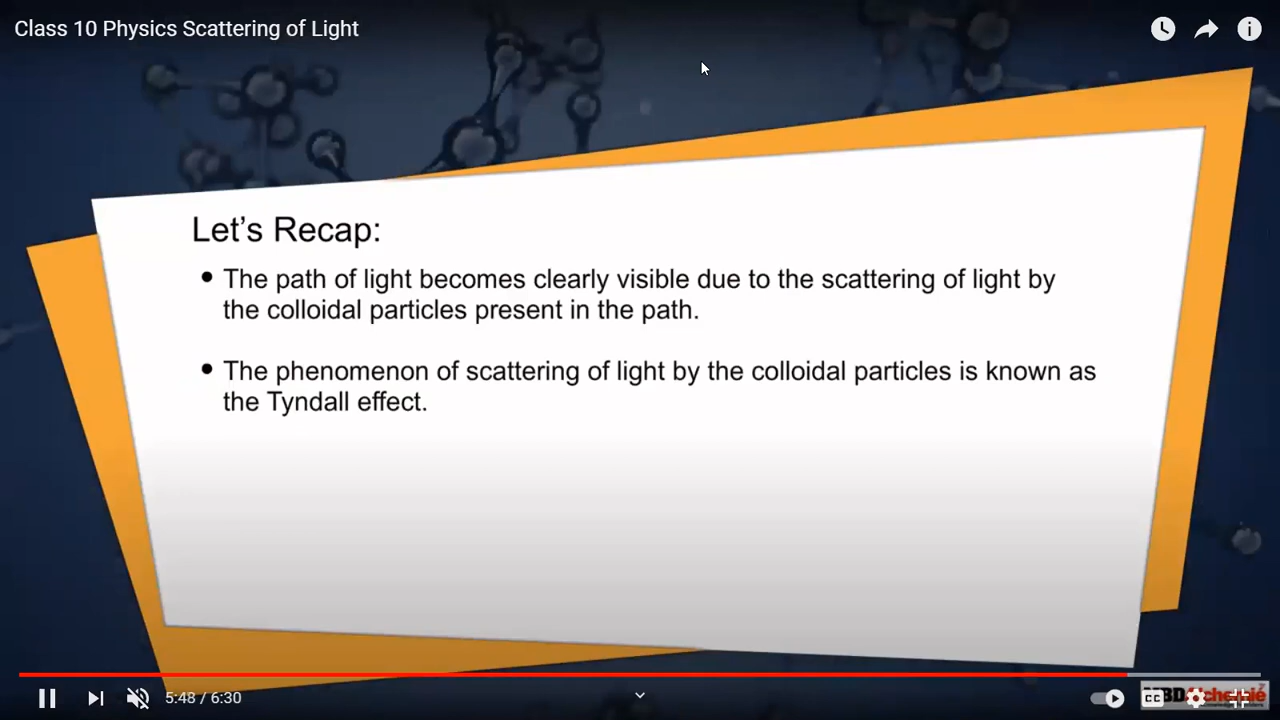 Class 10 Physics Scattering of Light
Let's Recap:
• The path of light becomes clearly visible due to the scattering of light by
the colloidal particles present in the path.
• The phenomenon of scattering of light by the colloidal particles is known as
the Tyndall effect.
5:48 / 6:30
CC